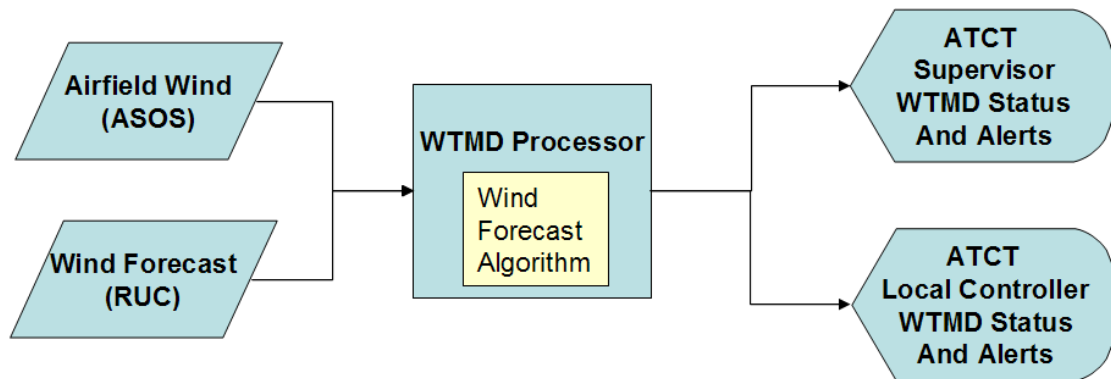 Airfield Wind
(ASOS)
Wind Forecast
(RUC)
WTMD Processor
Wind
Forecast
Algorithm
ATCT
Supervisor
WTMD Status
And Alerts
ATCT
Local Controller
WTMD Status
And Alerts